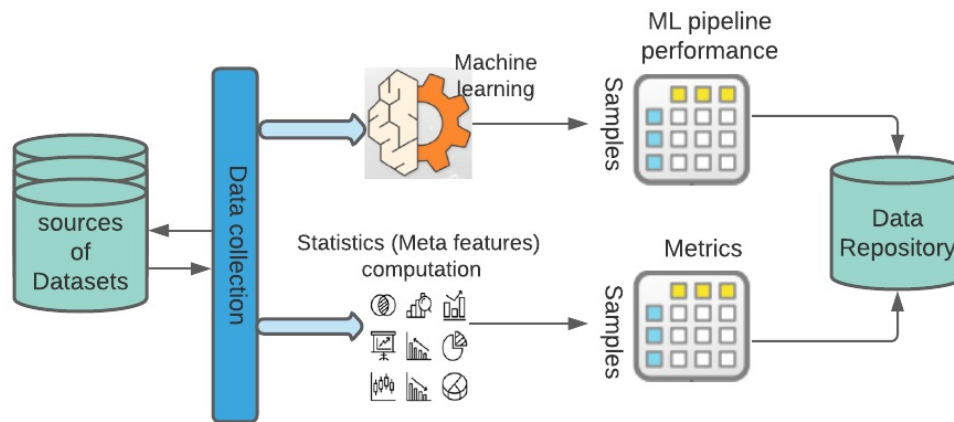 ML pipeline
performance
Machine
learning
Samples
sources
of
Datasets
Data collection
Data
Repository
Statistics (Meta features)
computation
Metrics
Samples